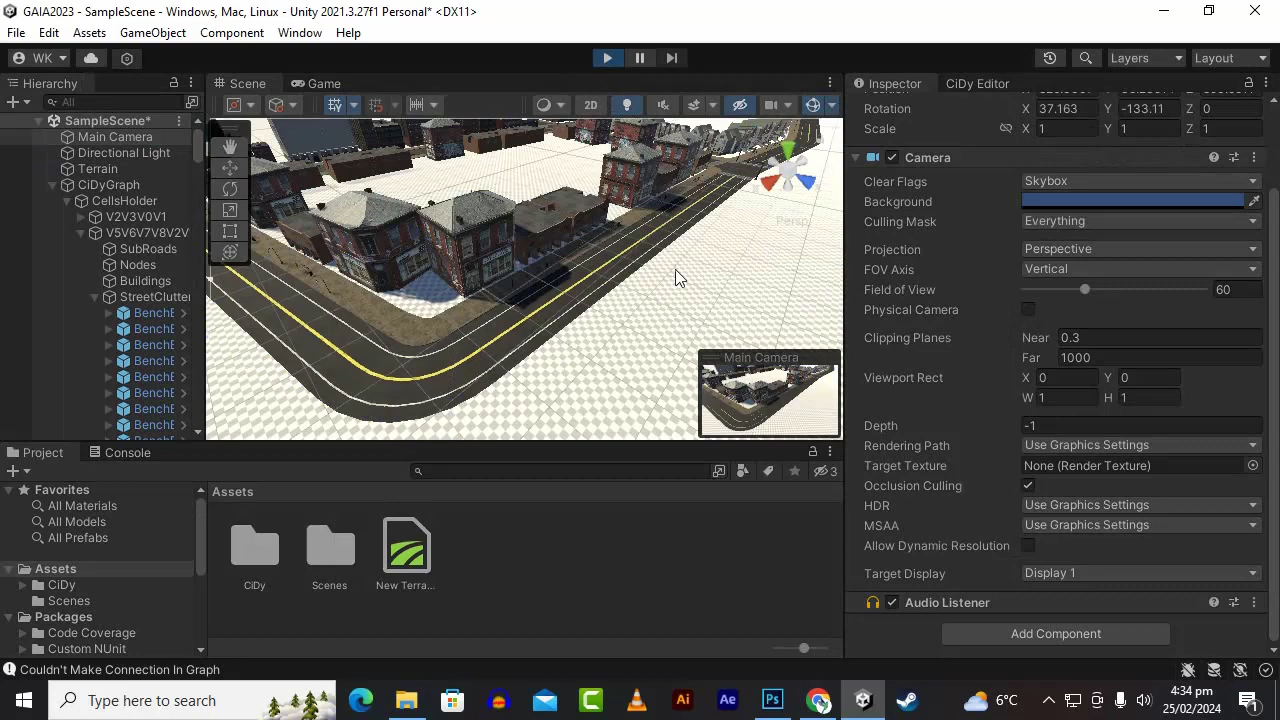 GAIA2023 - SampleScene - Windows, Mac, Linux - Unity 2021.3.27f1 Personal* <DX11>
File Edit Assets GameObject Component Window Help
WK
Layers Layout
Hierarchy
Scene Game
Inspector CiDy Editor
All
2D
SampleScene*
Main Camera
Directional Light
Terrain
CiDyGraph
CellsHolder
V2V3V0V1
V5V6V7V8V2V
SubRoads
Nodes
Buildings
StreetClutter
BenchE
BenchE
BenchE
BenchE
BenchE
BenchE
BenchE
BenchE
Persp
Main Camera
Rotation X 37.163 Y -133.11 Z 0
Scale X 1 Y 1 Z 1
Camera
Clear Flags Skybox
Background
Culling Mask Everything
Projection Perspective
FOV Axis Vertical
Field of View 60
Physical Camera
Clipping Planes Near 0.3
Far 1000
Viewport Rect X 0 Y 0
W 1 H 1
Depth -1
Rendering Path Use Graphics Settings
Target Texture None (Render Texture)
Occlusion Culling
HDR Use Graphics Settings
MSAA Use Graphics Settings
Allow Dynamic Resolution
Target Display Display 1
Audio Listener
Add Component
Project Console
3
Favorites
All Materials
All Models
All Prefabs
Assets
CiDy
Scenes
Packages
Code Coverage
Custom NUnit
Assets
CiDy Scenes New Terra...
Couldn't Make Connection In Graph
Type here to search
Ai Ae Ps
6°C
4:34 pm
25/02/2024
1